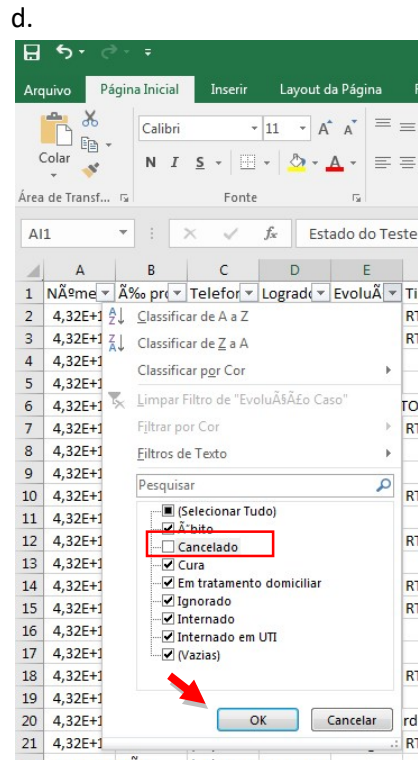 d.
Arquivo Página Inicial Inserir Layout da Página
Colar Calibri 11 A A
N I S A
Área de Transf... Fonte
AI1 fx Estado do Teste
A B C D E
1 NÃºme Ã‰ pro Telefor Logrado EvoluÃ Ti
2 4,32E+1 Classificar de A a Z RT
3 4,32E+1 Classificar de Z a A RT
4 4,32E+1 Classificar por Cor
5 4,32E+1
6 4,32E+1 Limpar Filtro de "EvoluÃ§Ã£o Caso" TO
7 4,32E+1 Filtrar por Cor RT
8 4,32E+1 Filtros de Texto
9 4,32E+1 Pesquisar
10 4,32E+1 (Selecionar Tudo) RT
11 4,32E+1 Ã“bito
12 4,32E+1 Cancelado RT
13 4,32E+1 Cura
14 4,32E+1 Em tratamento domiciliar RT
15 4,32E+1 Ignorado RT
16 4,32E+1 Internado
17 4,32E+1 Internado em UTI
18 4,32E+1 (Vazias) RT
19 4,32E+1
20 4,32E+1 OK Cancelar rd
21 4,32E+1 RT